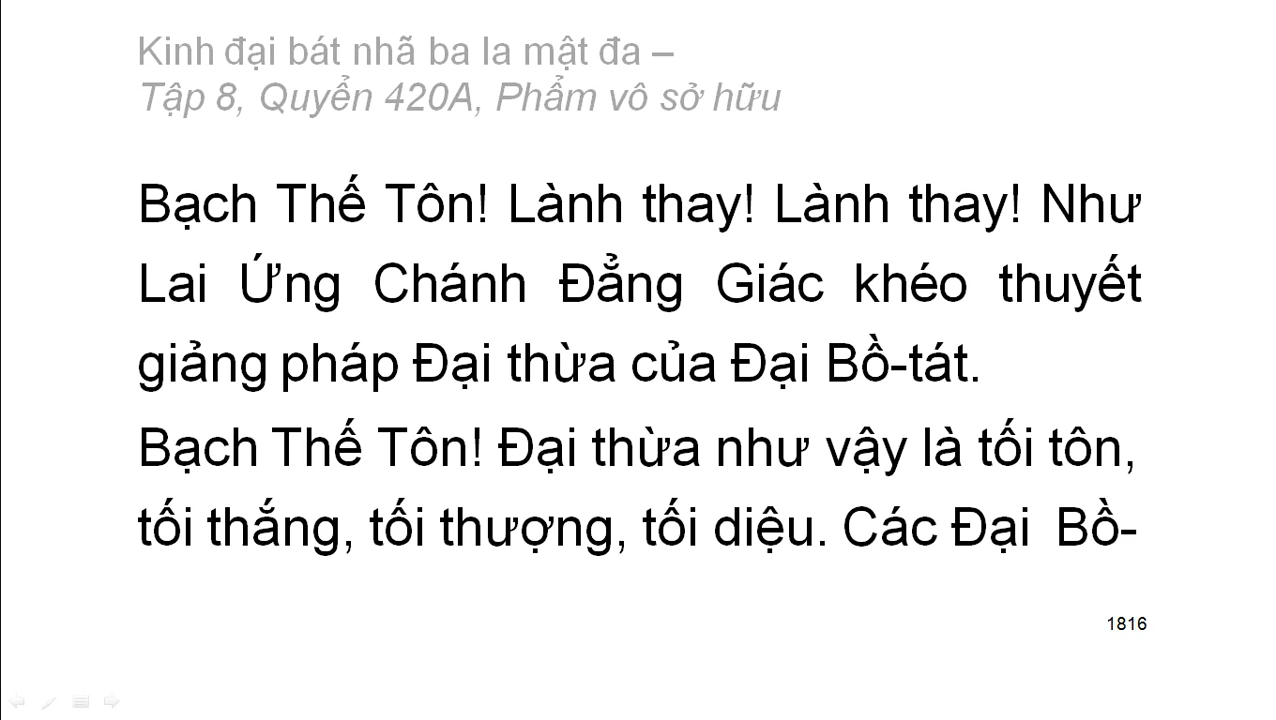 Kinh đại bát nhã ba la mật đa –
Tập 8, Quyển 420A, Phẩm vô sở hữu
Bạch Thế Tôn! Lành thay! Lành thay! Như
Lai Ứng Chánh Đẳng Giác khéo thuyết
giảng pháp Đại thừa của Đại Bồ-tát.
Bạch Thế Tôn! Đại thừa như vậy là tối tôn,
tối thắng, tối thượng, tối diệu. Các Đại Bồ-
1816